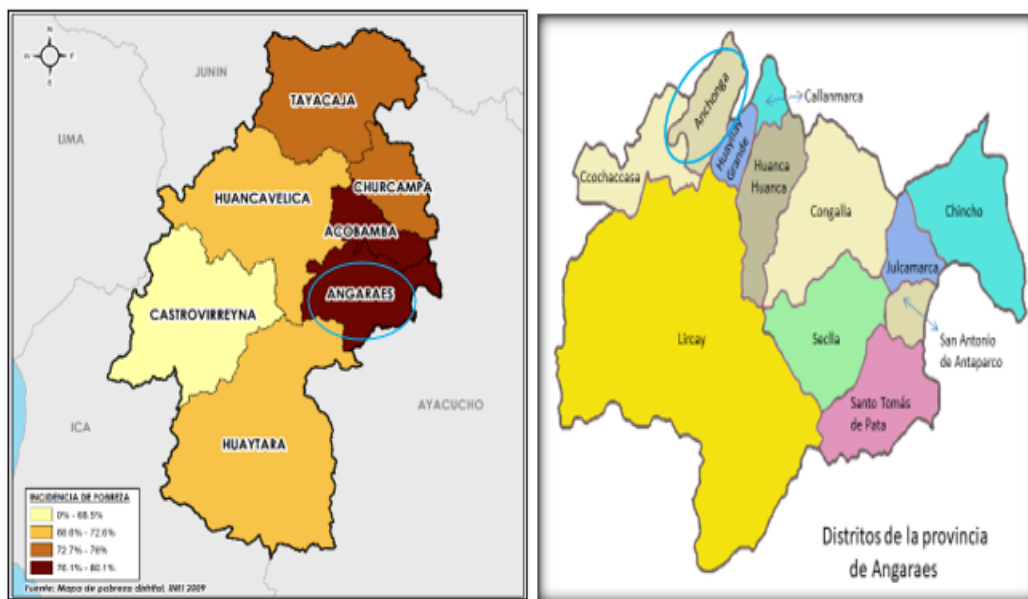 N
JUNIN
TAYACAJA
LIMA
HUANCAVELICA
CHURCAMPA
ACOBAMBA
ANGARAES
CASTROVIRREYNA
AYACUCHO
ICA
HUAYTARA
INCIDENCIA DE POBREZA
0% - 68.5%
68.6% - 72.6%
72.7% - 76%
76.1% - 80.1%
Fuente: Mapa de pobreza distrital. INEI 2009
Anchonga
Callanmarca
Huayllay
Grande
Ccochaccasa
Huanca
Huanca
Congalla
Chincho
Julcamarca
Lircay
Seclla
San Antonio
de Antaparco
Santo Tomás
de Pata
Distritos de la provincia
de Angaraes